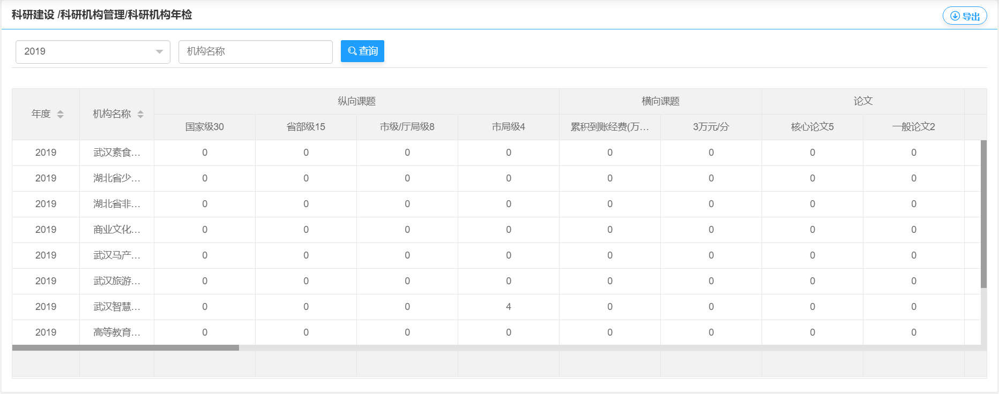 科研建设 /科研机构管理/科研机构年检
导出
2019
机构名称
查询
年度 机构名称 纵向课题 横向课题 论文
国家级30 省部级15 市级/厅局级8 市局级4 累积到账经费(万... 3万元/分 核心论文5 一般论文2
2019 武汉素食... 0 0 0 0 0 0 0 0
2019 湖北省少... 0 0 0 0 0 0 0 0
2019 湖北省非... 0 0 0 0 0 0 0 0
2019 商业文化... 0 0 0 0 0 0 0 0
2019 武汉马产... 0 0 0 0 0 0 0 0
2019 武汉旅游... 0 0 0 0 0 0 0 0
2019 武汉智慧... 0 0 0 4 0 0 0 0
2019 高等教育... 0 0 0 0 0 0 0 0